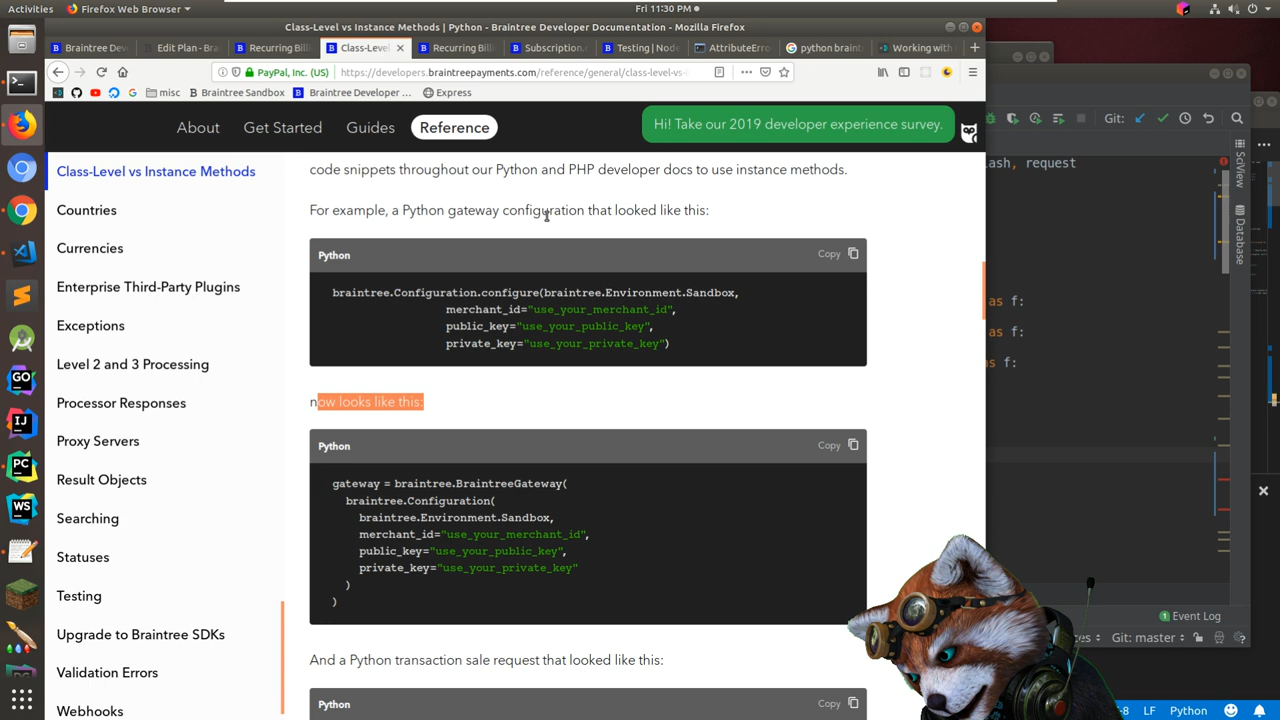 Activities
Firefox Web Browser
Fri 11:30 PM
Class-Level vs Instance Methods | Python - Braintree Developer Documentation - Mozilla Firefox
Braintree Dev
Edit Plan - Bra
Recurring Billi
Class-Level
Recurring Billi
Subscription.c
Testing | Node
AttributeErro
python braint
Working with
PayPal, Inc. (US)
https://developers.braintreepayments.com/reference/general/class-level-vs-
misc
Braintree Sandbox
Braintree Developer ...
Express
About
Get Started
Guides
Reference
Hi! Take our 2019 developer experience survey.
Git:
Class-Level vs Instance Methods
Countries
Currencies
Enterprise Third-Party Plugins
Exceptions
Level 2 and 3 Processing
Processor Responses
Proxy Servers
Result Objects
Searching
Statuses
Testing
Upgrade to Braintree SDKs
Validation Errors
Webhooks
code snippets throughout our Python and PHP developer docs to use instance methods.
For example, a Python gateway configuration that looked like this:
Python
Copy
braintree.Configuration.configure(braintree.Environment.Sandbox,
merchant_id="use_your_merchant_id",
public_key="use_your_public_key",
private_key="use_your_private_key")
now looks like this:
Python
Copy
gateway = braintree.BraintreeGateway(
braintree.Configuration(
braintree.Environment.Sandbox,
merchant_id="use_your_merchant_id",
public_key="use_your_public_key",
private_key="use_your_private_key"
)
)
And a Python transaction sale request that looked like this:
Python
Copy
ash, request
as f:
as f:
as f:
SciView
Database
Event Log
Git: master
LF
Python
GO
IJ
PC
WS